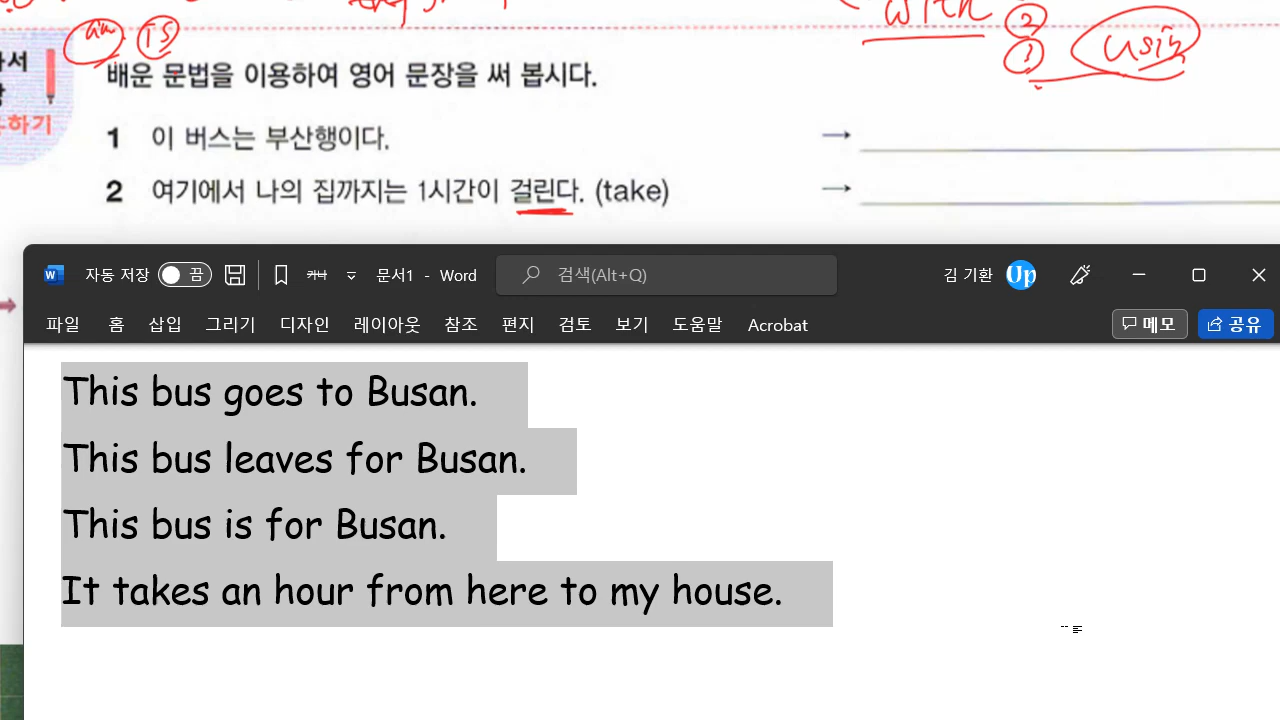 with ②
is ① using
배운 문법을 이용하여 영어 문장을 써 봅시다.
1 이 버스는 부산행이다. →
2 여기에서 나의 집까지는 1시간이 걸린다. (take) →
자동 저장 끔 문서1 - Word 검색(Alt+Q) 김 기환 Up
파일 홈 삽입 그리기 디자인 레이아웃 참조 편지 검토 보기 도움말 Acrobat 메모 공유
This bus goes to Busan.
This bus leaves for Busan.
This bus is for Busan.
It takes an hour from here to my house.